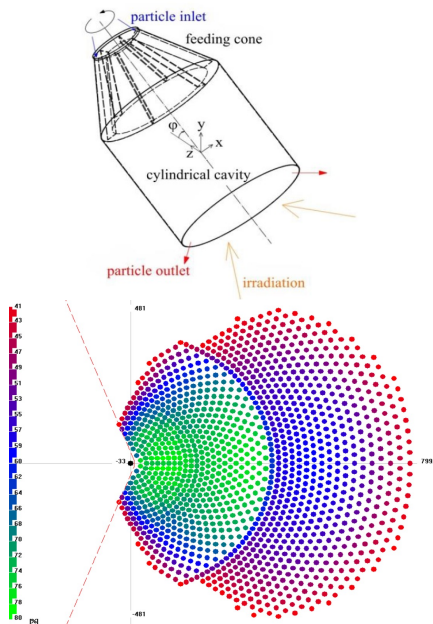 particle inlet
feeding cone
φ
y
x
z
cylindrical cavity
particle outlet
irradiation
41
43
45
47
49
51
53
55
57
59
60
62
64
66
68
70
72
74
76
78
80
481
-33
799
-481